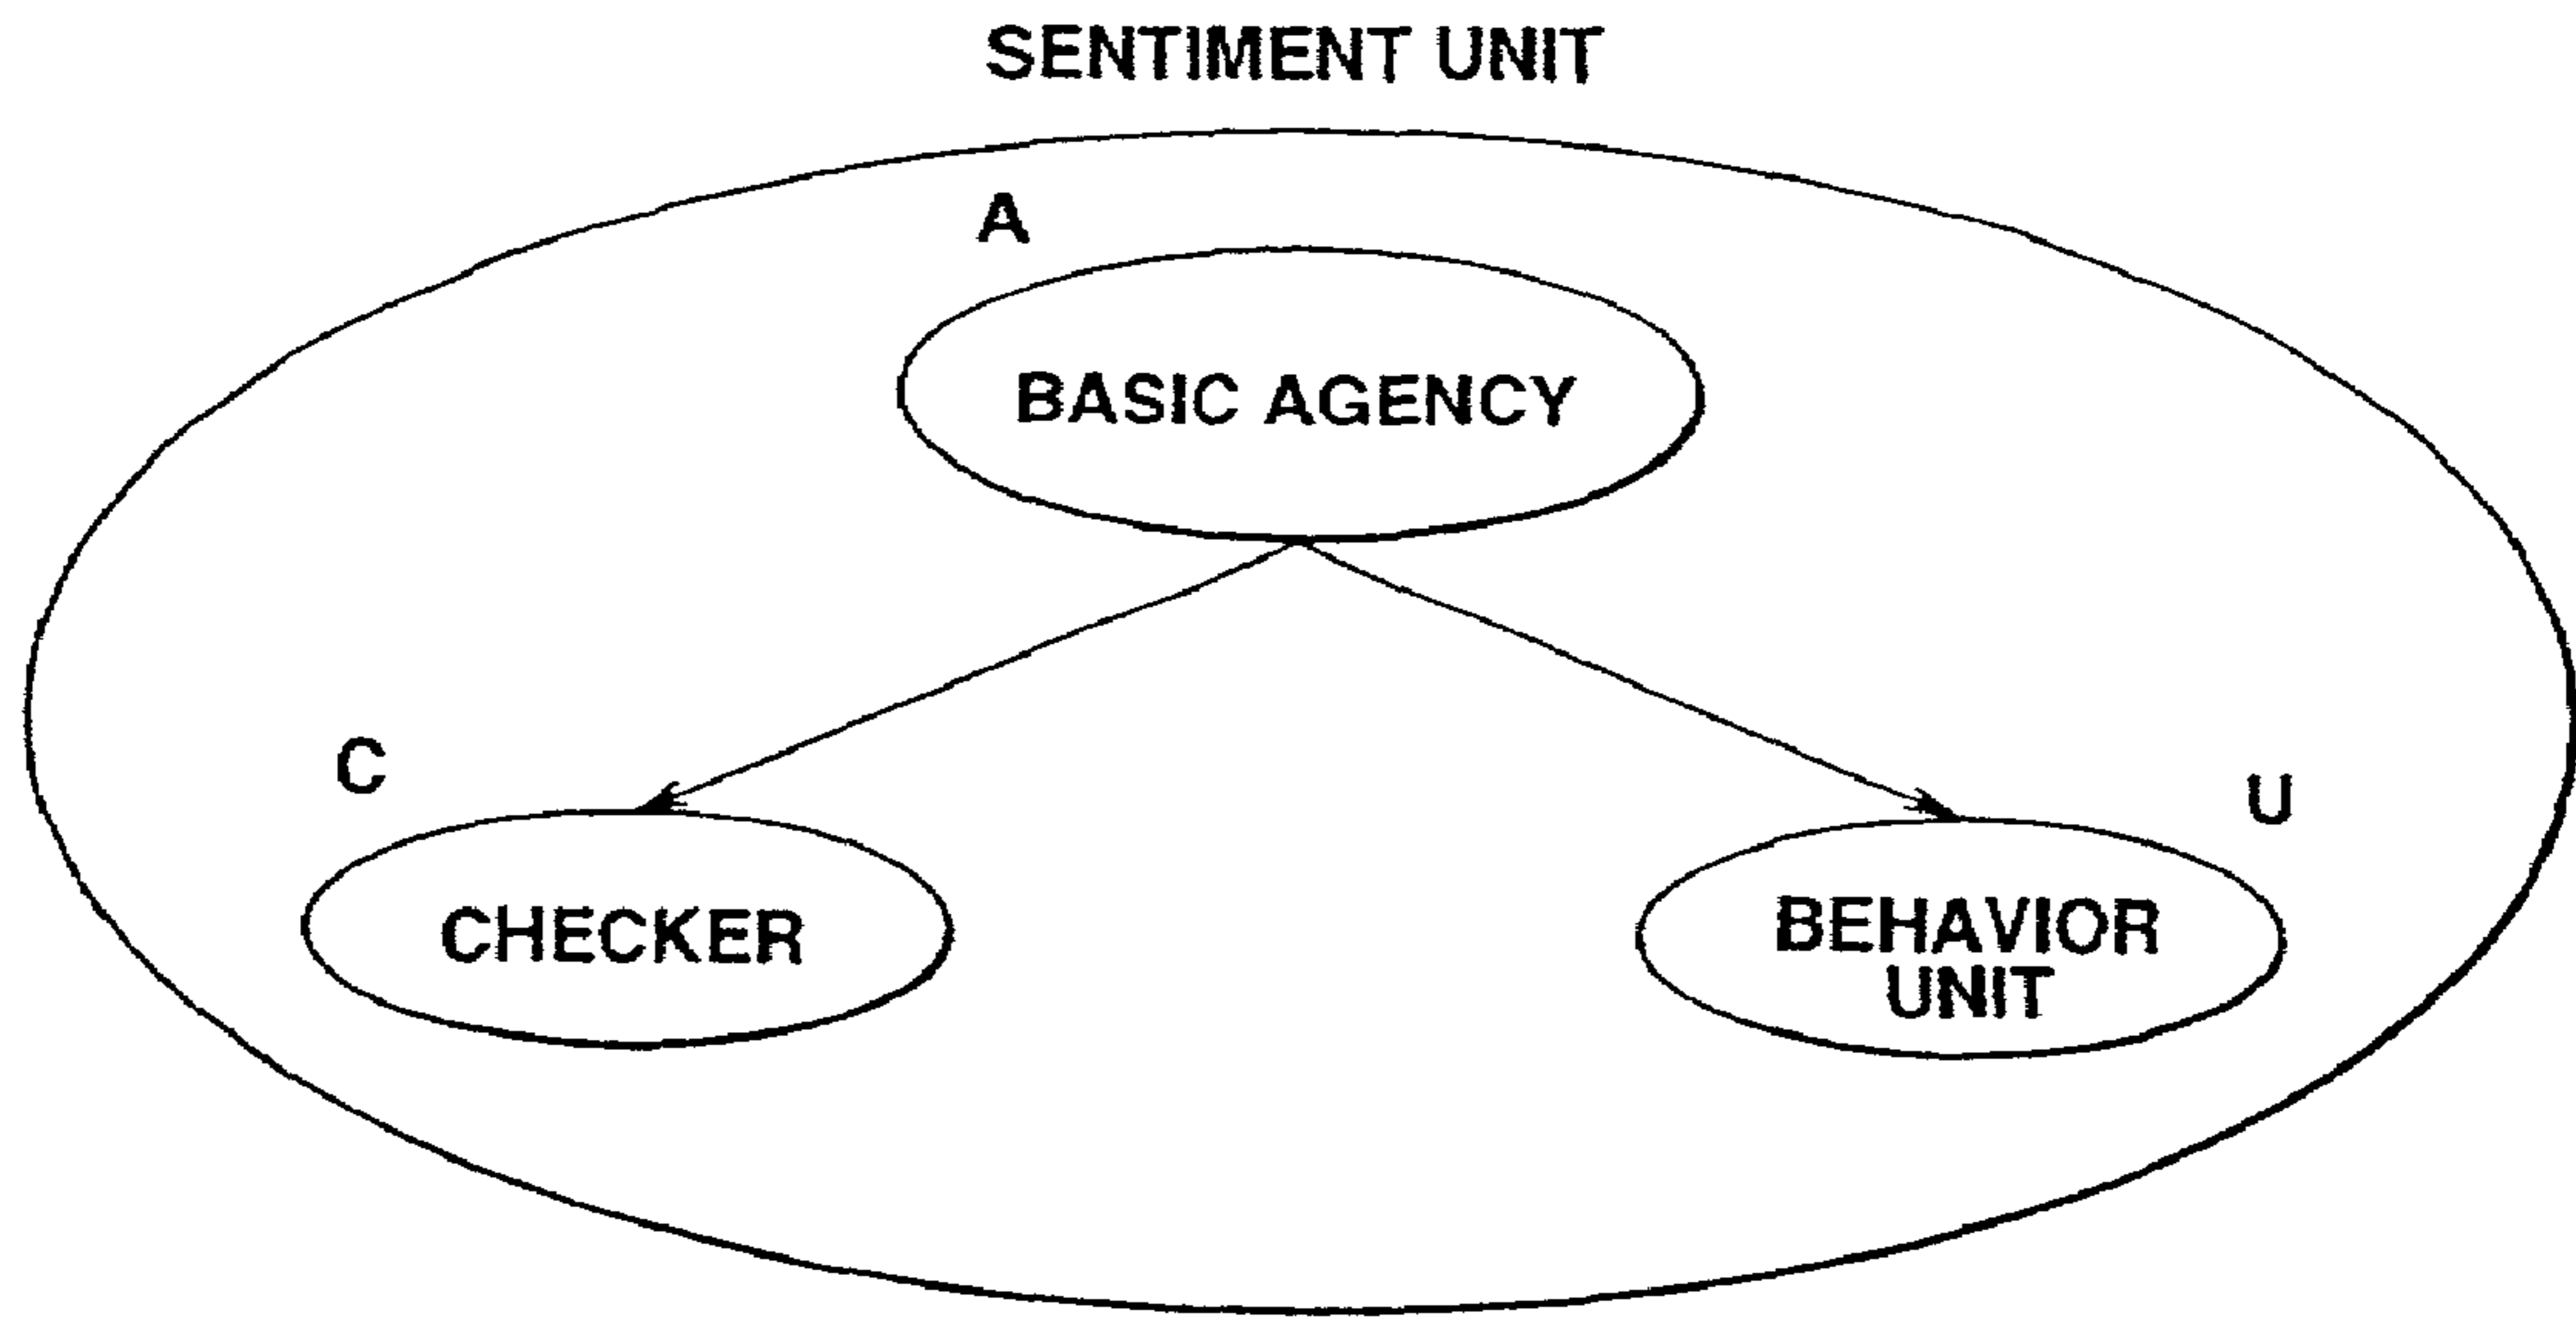 SENTIMENT UNIT
A
BASIC AGENCY
C
U
CHECKER
BEHAVIOR
UNIT